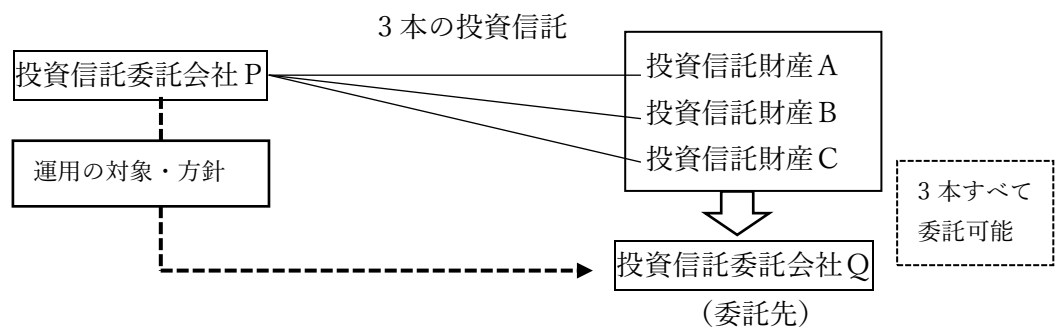 3本の投資信託
投資信託委託会社P
投資信託財産A
投資信託財産B
投資信託財産C
運用の対象・方針
3本すべて
委託可能
投資信託委託会社Q
（委託先）